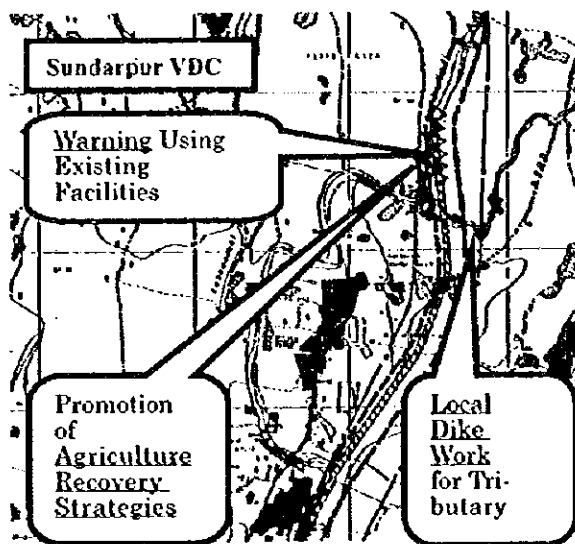 Sundarpur VDC
Warning Using
Existing
Facilities
Promotion
of
Agriculture
Recovery
Strategies
Local
Dike
Work
for Tri-
butary